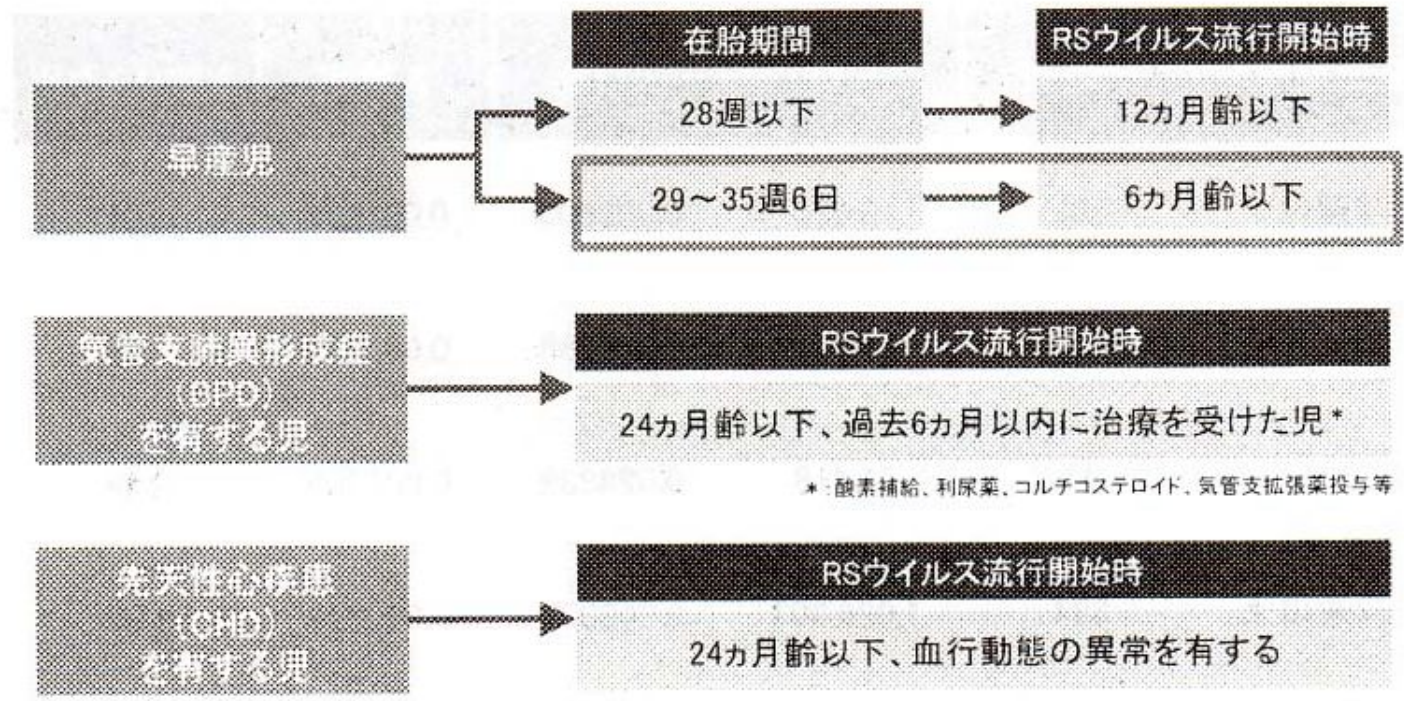 在胎期間
RSウイルス流行開始時
早産児
28週以下
12ヵ月齢以下
29～35週6日
6ヵ月齢以下
気管支肺異形成症
(BPD)
を有する児
RSウイルス流行開始時
24ヵ月齢以下、過去6ヵ月以内に治療を受けた児*
*:酸素補給、利尿薬、コルチコステロイド、気管支拡張薬投与等
先天性心疾患
(CHD)
を有する児
RSウイルス流行開始時
24ヵ月齢以下、血行動態の異常を有する